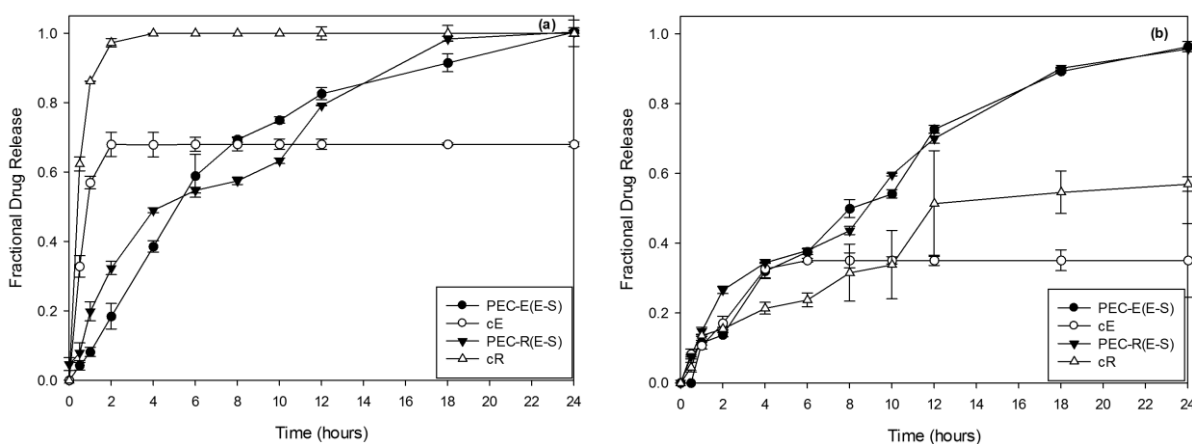 (a)
Fractional Drug Release
1.0
0.8
0.6
0.4
0.2
0.0
PEC-E(E-S)
cE
PEC-R(E-S)
cR
0 2 4 6 8 10 12 14 16 18 20 22 24
Time (hours)
(b)
Fractional Drug Release
1.0
0.8
0.6
0.4
0.2
0.0
PEC-E(E-S)
cE
PEC-R(E-S)
cR
0 2 4 6 8 10 12 14 16 18 20 22 24
Time (hours)